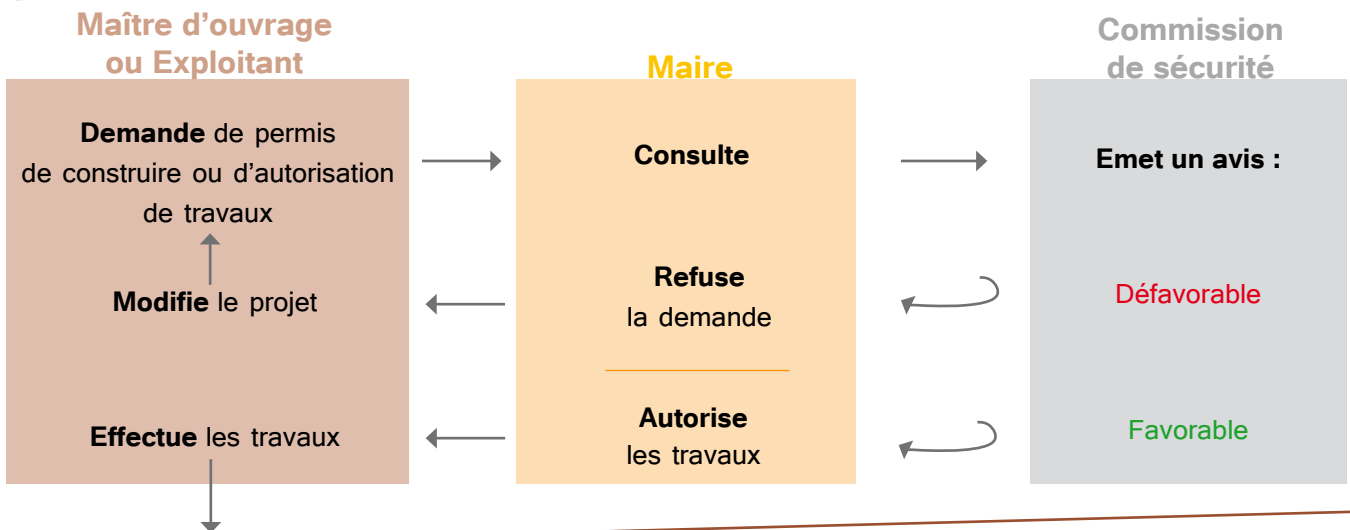 Maître d'ouvrage
ou Exploitant
Maire
Commission
de sécurité
Demande de permis
de construire ou d'autorisation
de travaux
Consulte
Emet un avis :
Modifie le projet
Refuse
la demande
Défavorable
Effectue les travaux
Autorise
les travaux
Favorable